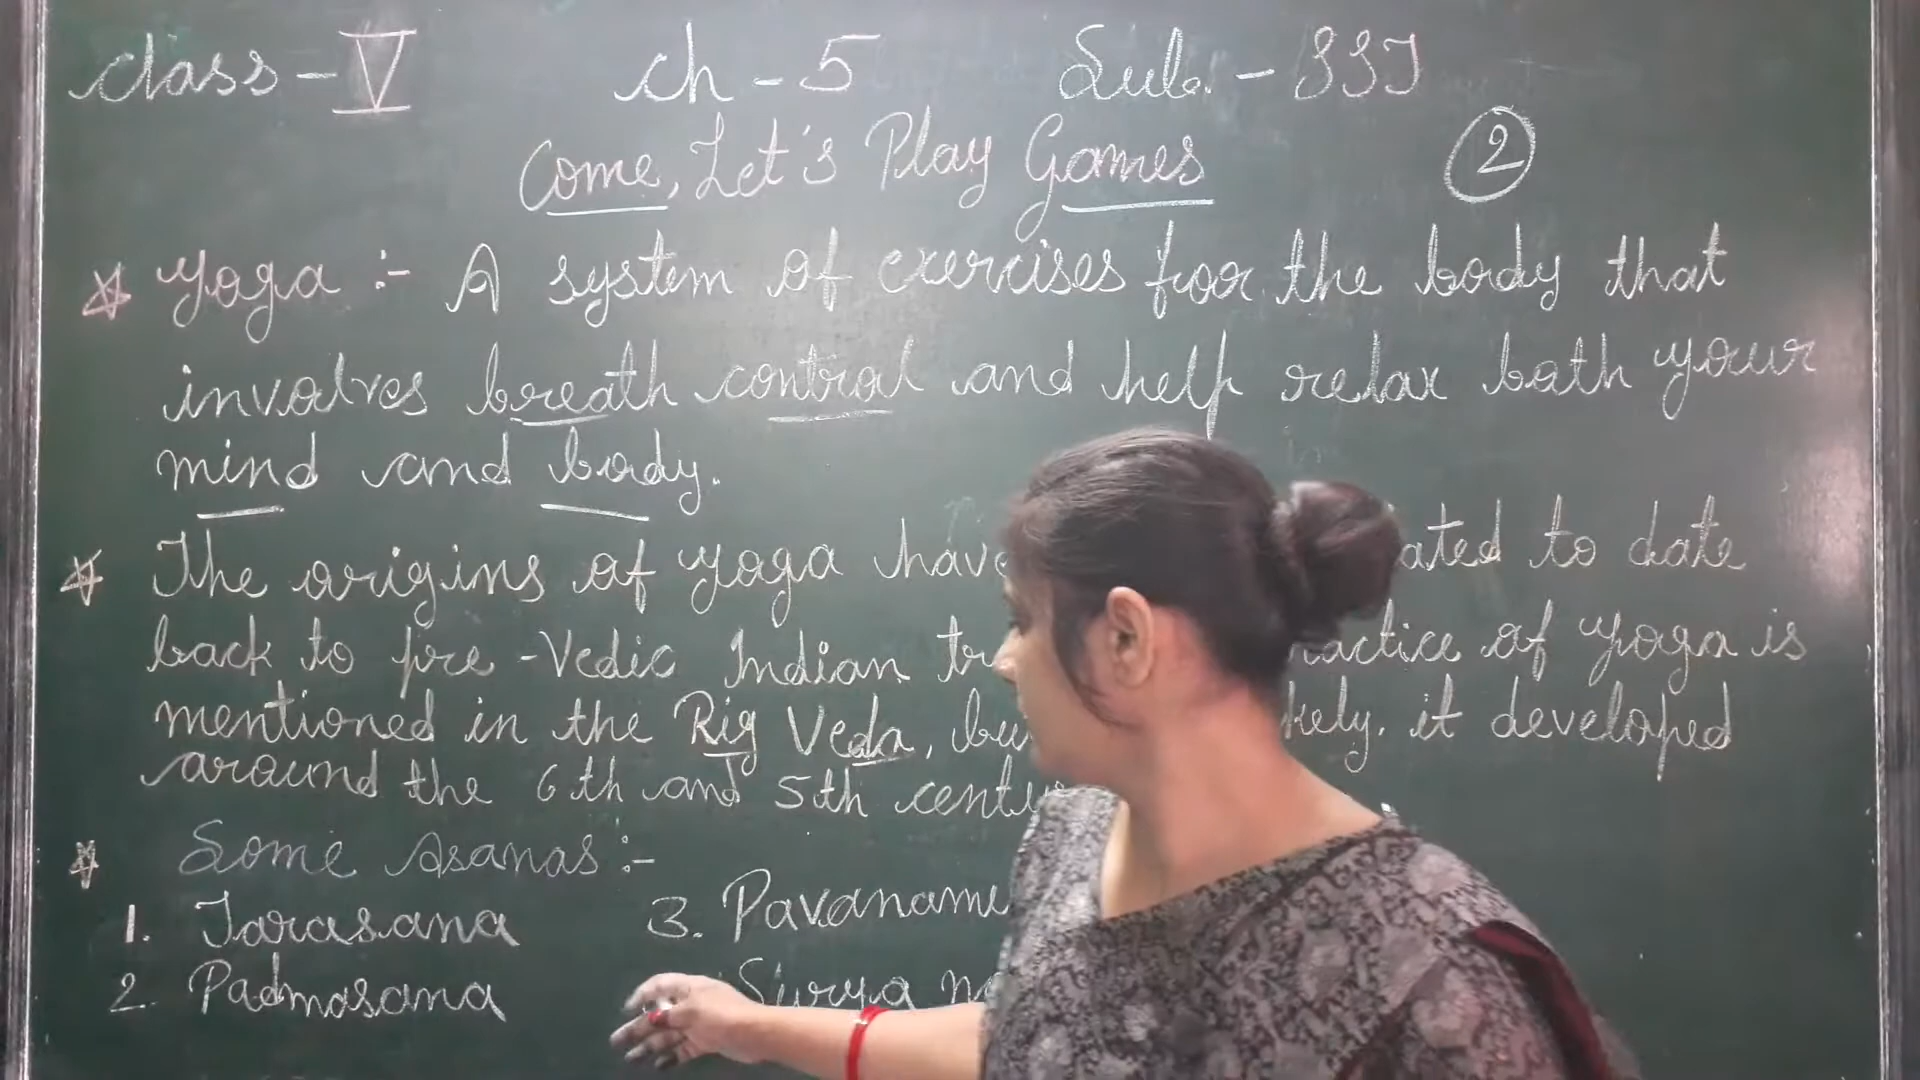 Class - V ch - 5 Sub. - SST
Come, Let's Play Games 2
Yoga :- A system of exercises for the body that
involves breath control and help relax both your
mind and body.
The origins of yoga have to date
back to pre-Vedic Indian of yoga is
mentioned in the Rig Veda, it developed
around the 6th and 5th
Some Asanas :-
1. Tarasana 3.
2. Padmasana Surya